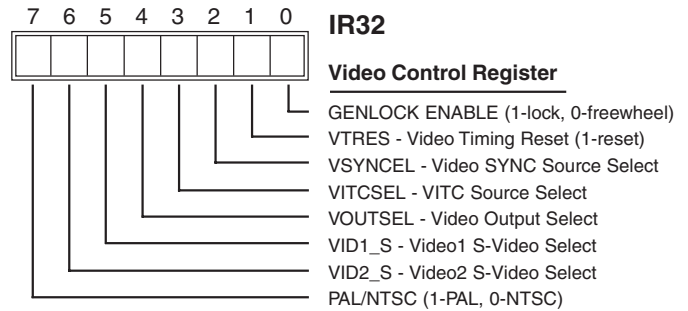 7 6 5 4 3 2 1 0
IR32
Video Control Register
GENLOCK ENABLE (1-lock, 0-freewheel)
VTRES - Video Timing Reset (1-reset)
VSYNCEL - Video SYNC Source Select
VITCSEL - VITC Source Select
VOUTSEL - Video Output Select
VID1_S - Video1 S-Video Select
VID2_S - Video2 S-Video Select
PAL/NTSC (1-PAL, 0-NTSC)